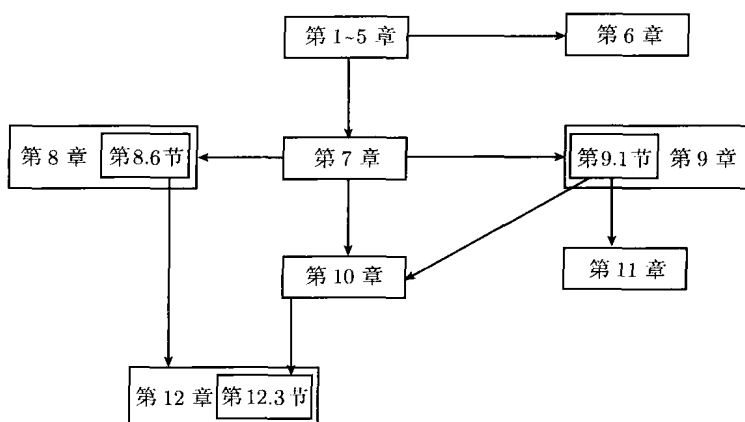 第 1~5 章
第 6 章
第 8 章
第8.6节
第 7 章
第9.1节
第 9 章
第 10 章
第 11 章
第 12 章
第12.3节